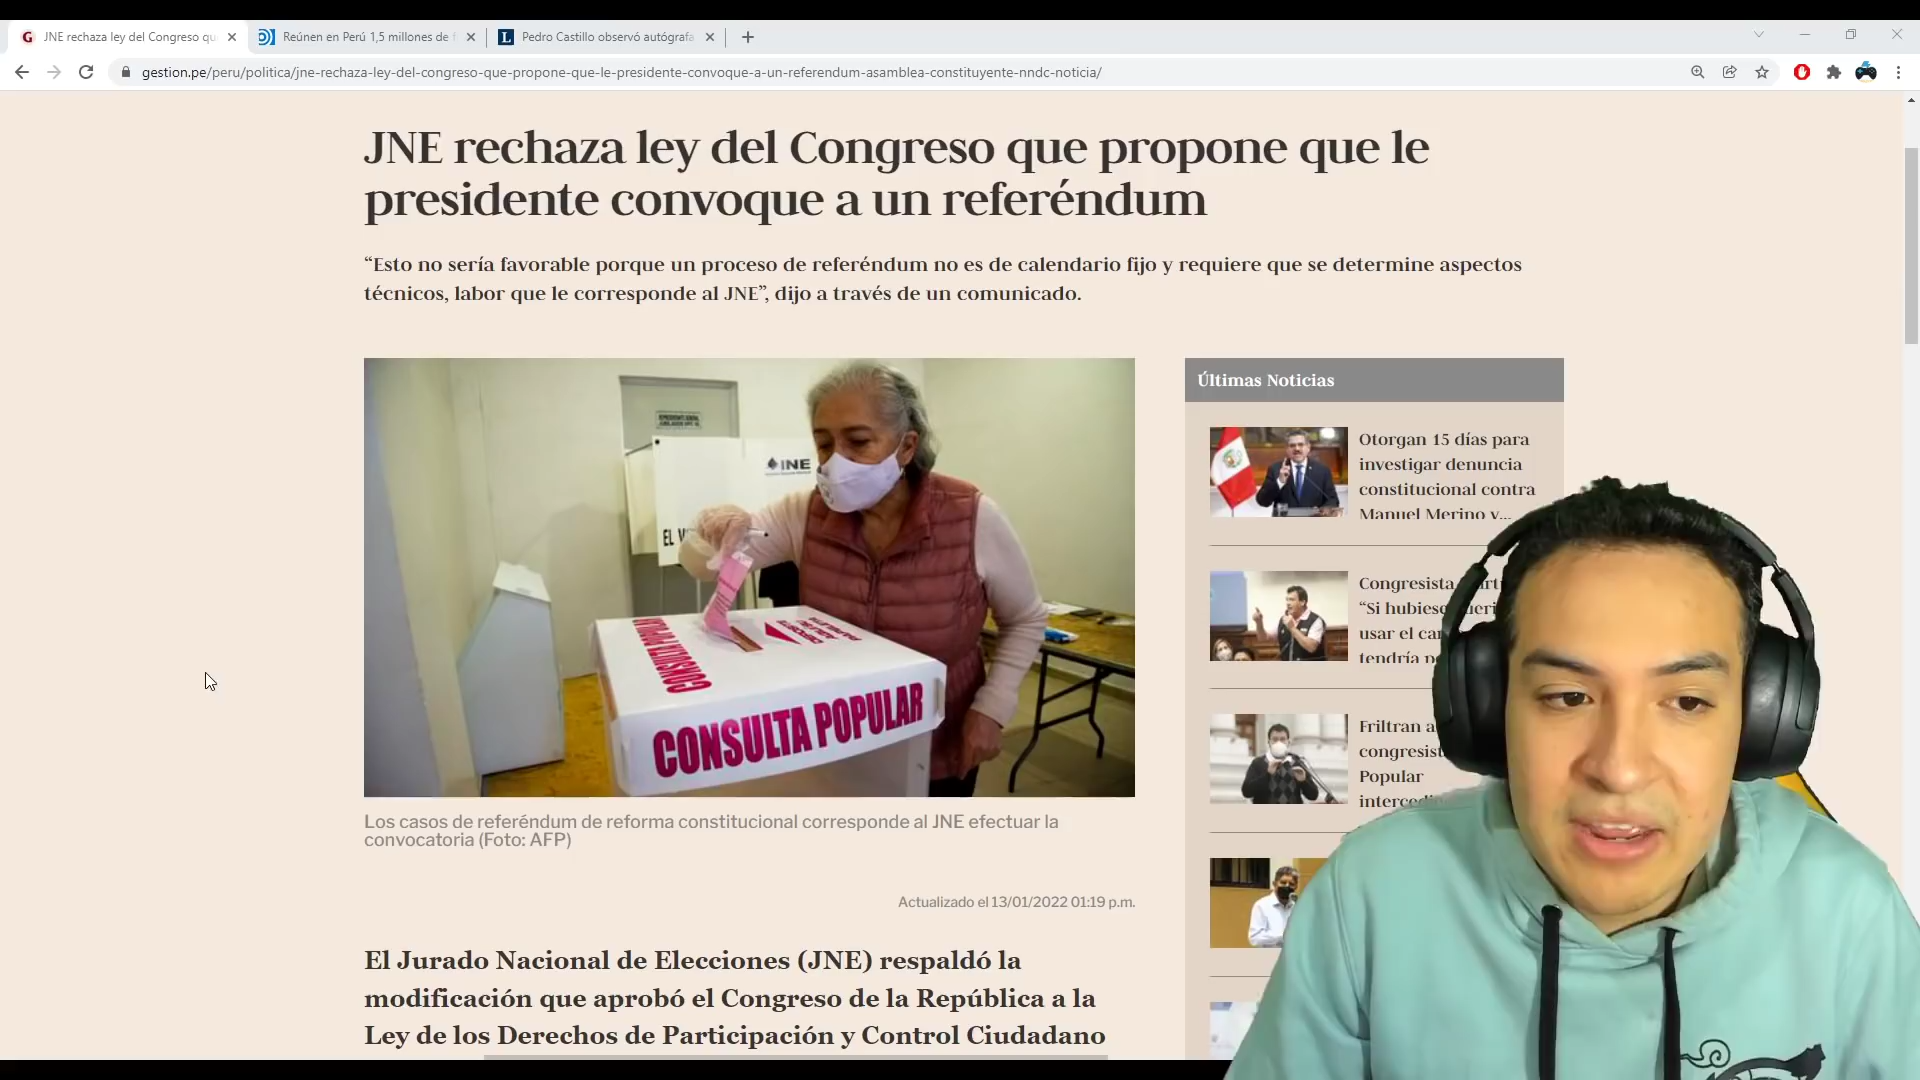 JNE rechaza ley del Congreso qu
Reúnen en Perú 1,5 millones de f
Pedro Castillo observó autógrafa
gestion.pe/peru/politica/jne-rechaza-ley-del-congreso-que-propone-que-le-presidente-convoque-a-un-referendum-asamblea-constituyente-nndc-noticia/
JNE rechaza ley del Congreso que propone que le
presidente convoque a un referéndum
“Esto no sería favorable porque un proceso de referéndum no es de calendario fijo y requiere que se determine aspectos
técnicos, labor que le corresponde al JNE”, dijo a través de un comunicado.
INE
EL V
CONSULTA POPULAR
CONSULTA POPULAR
Los casos de referéndum de reforma constitucional corresponde al JNE efectuar la
convocatoria (Foto: AFP)
Actualizado el 13/01/2022 01:19 p.m.
El Jurado Nacional de Elecciones (JNE) respaldó la
modificación que aprobó el Congreso de la República a la
Ley de los Derechos de Participación y Control Ciudadano
Últimas Noticias
Otorgan 15 días para
investigar denuncia
constitucional contra
Manuel Merino y...
Congresista
“Si hubiese
usar el
tendría
Friltran
Popular